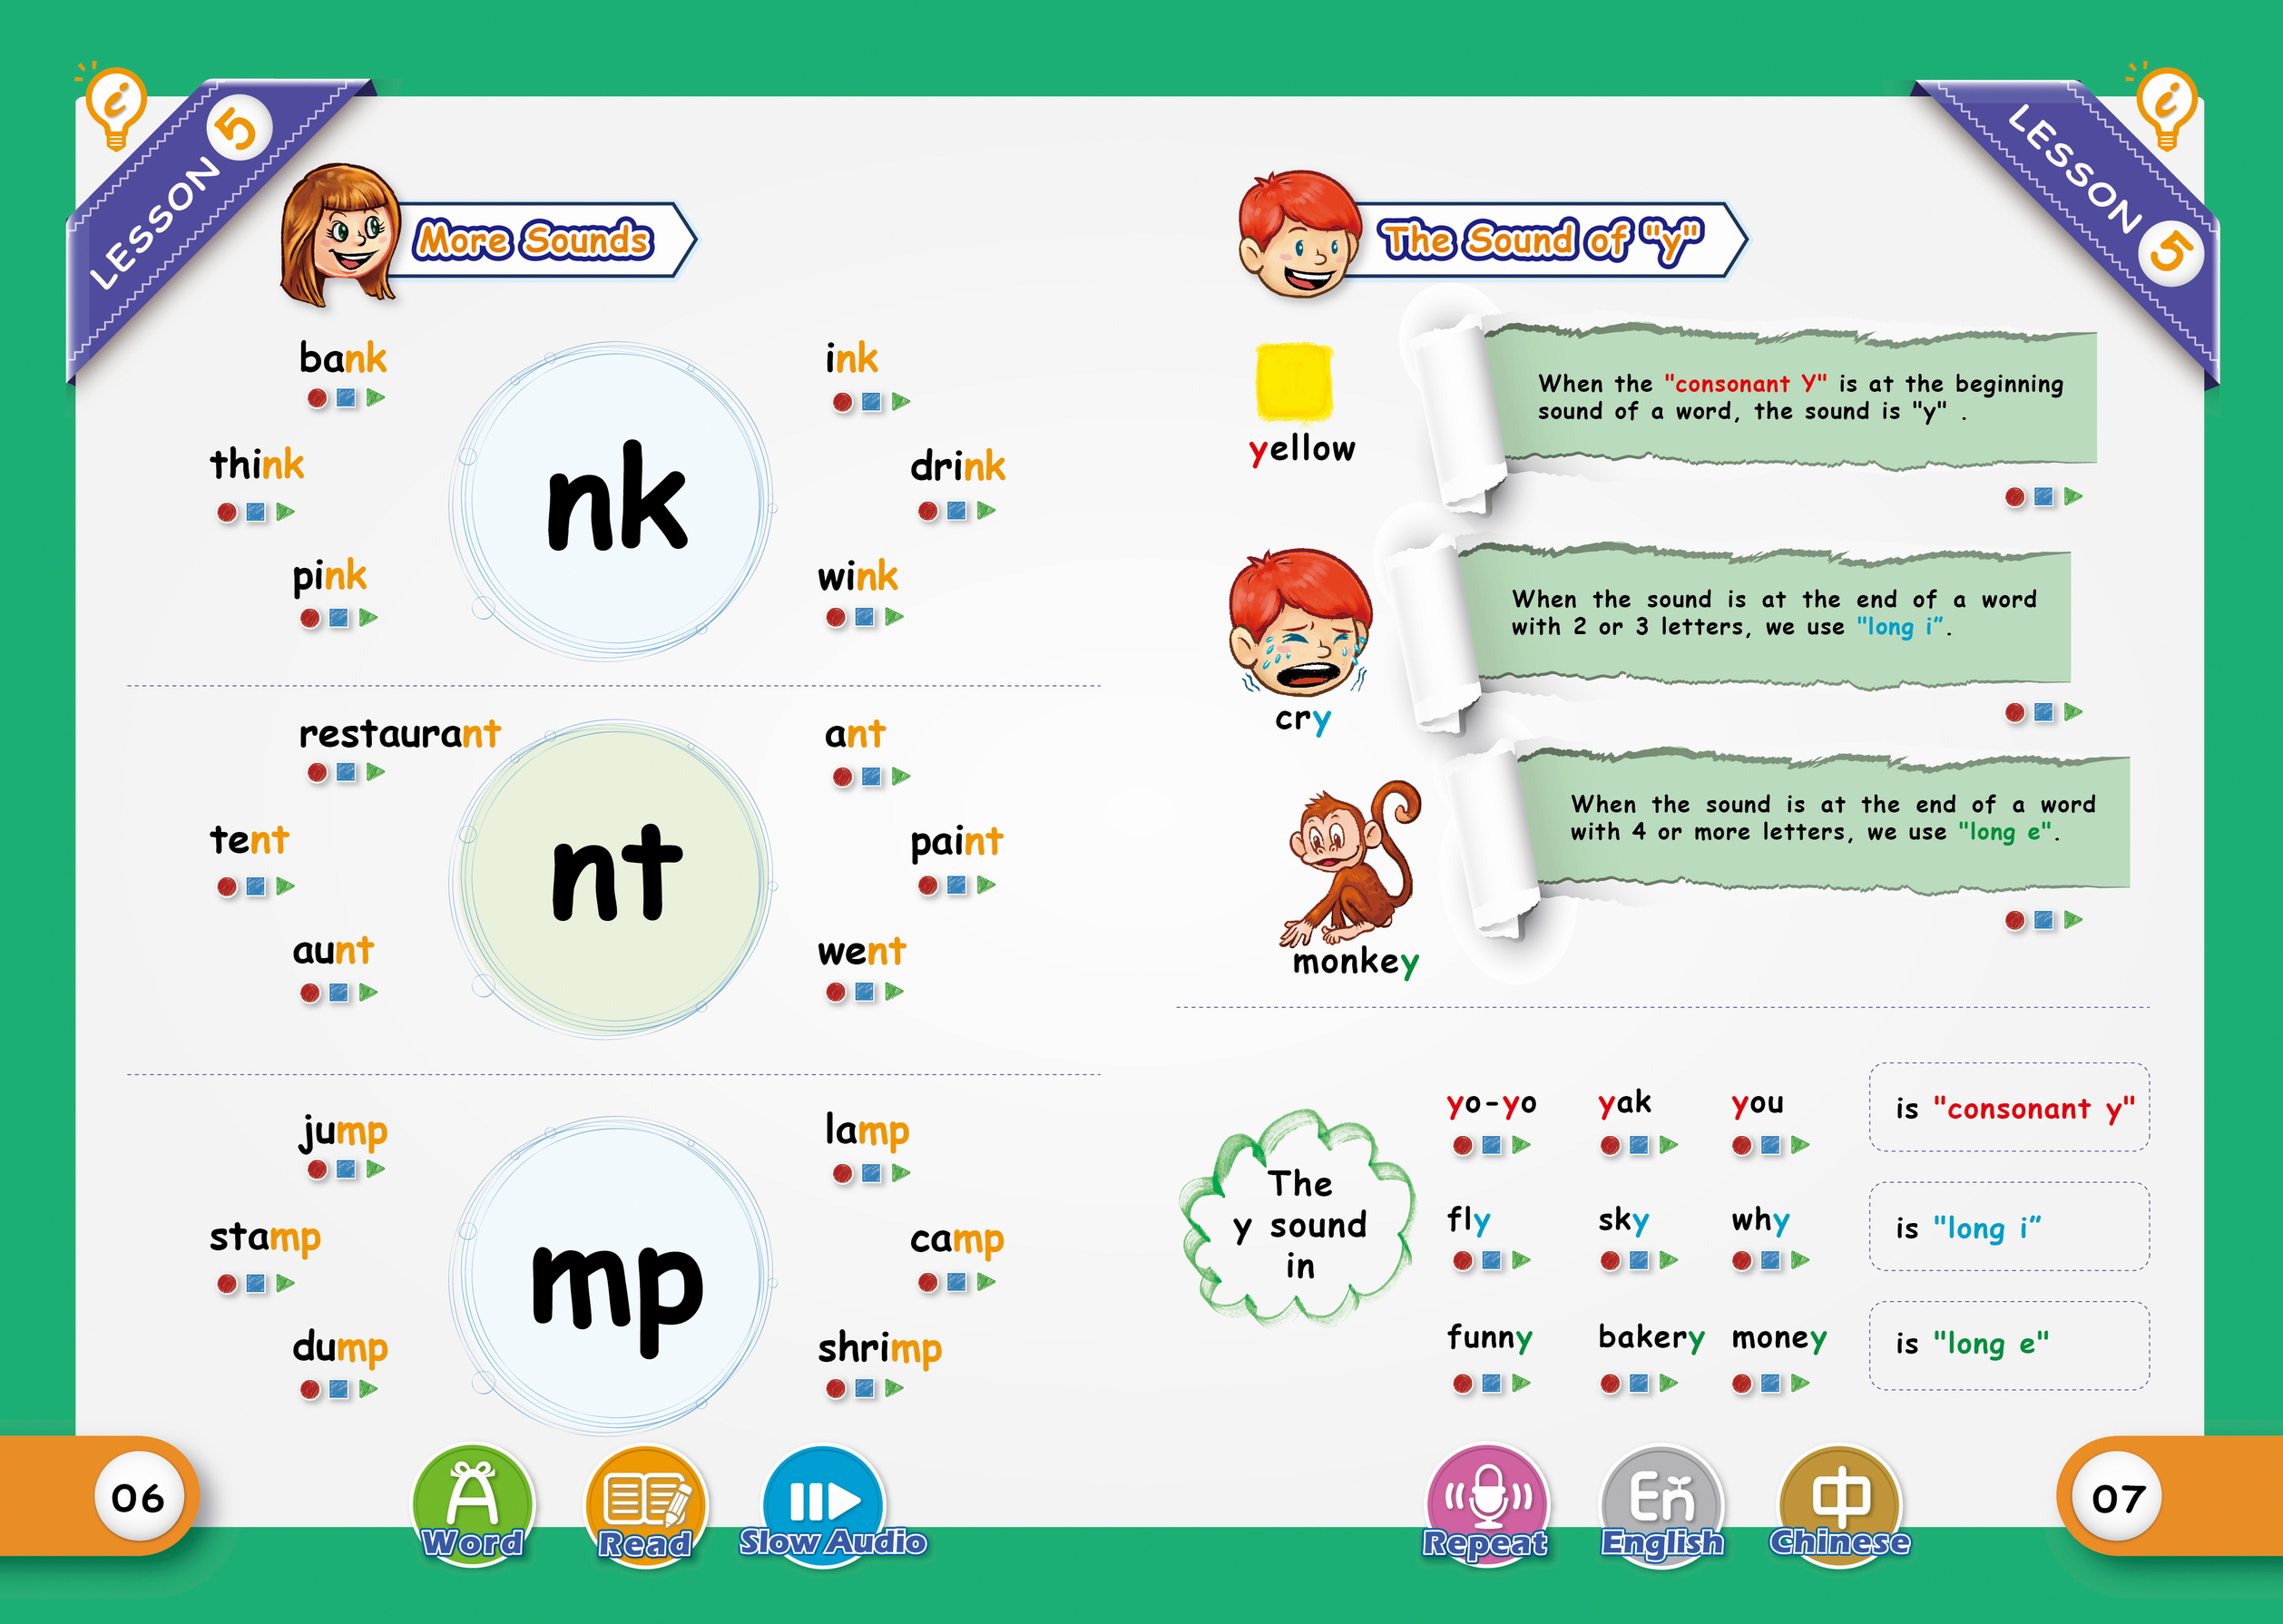 LESSON 5
More Sounds
bank
ink
think
drink
pink
wink
nk
restaurant
ant
tent
paint
aunt
went
nt
jump
lamp
stamp
camp
dump
shrimp
mp
06
Word
Read
Slow Audio
LESSON 5
The Sound of "y"
yellow
When the "consonant Y" is at the beginning
sound of a word, the sound is "y" .
cry
When the sound is at the end of a word
with 2 or 3 letters, we use "long i”.
monkey
When the sound is at the end of a word
with 4 or more letters, we use "long e".
The
y sound
in
yo-yo yak you is "consonant y"
fly sky why is "long i”
funny bakery money is "long e"
Repeat
En
English
中
Chinese
07